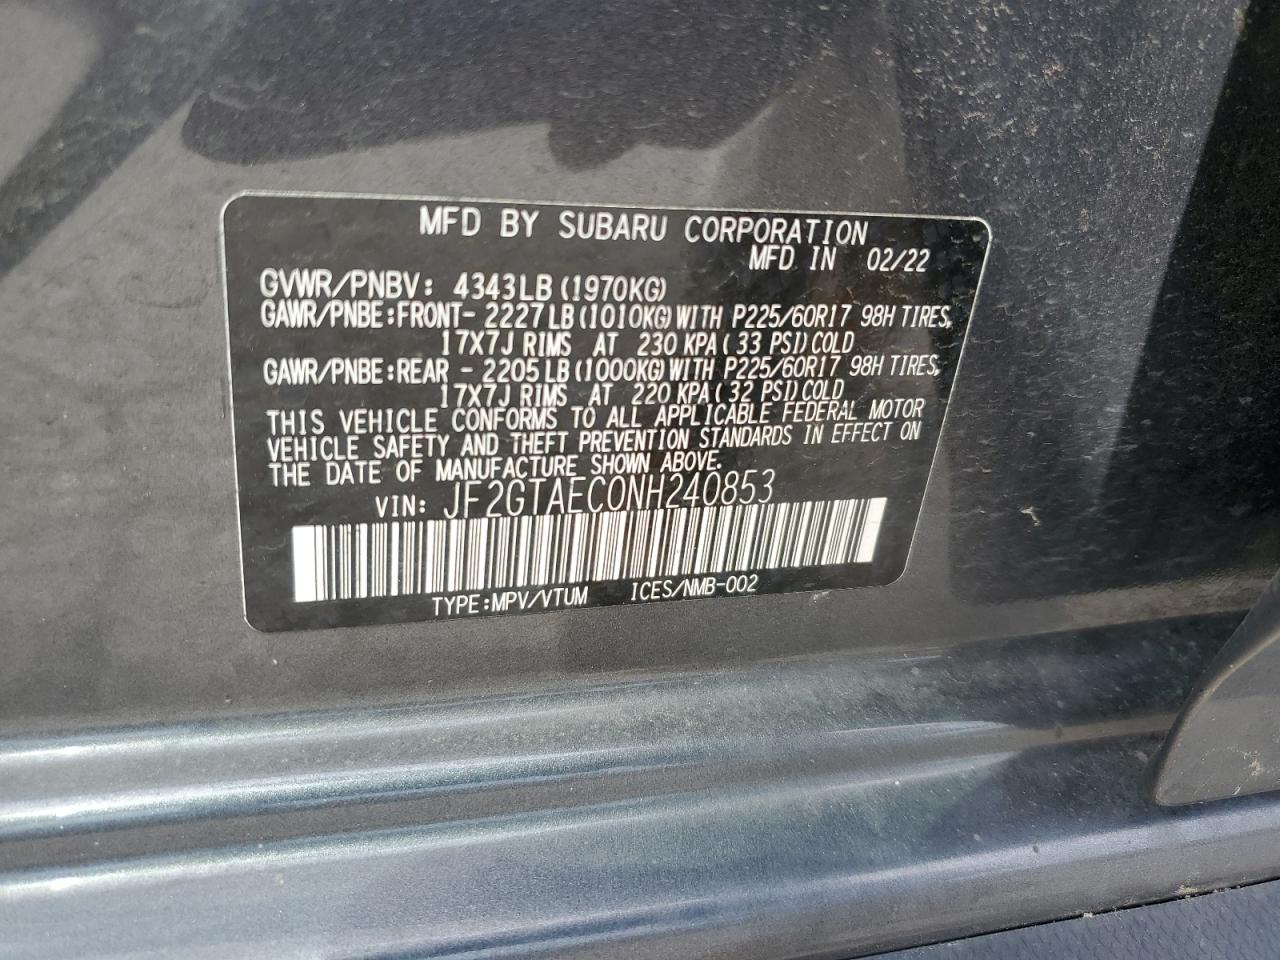 MFD BY SUBARU CORPORATION
MFD IN 02/22
GVWR/PNBV: 4343LB (1970KG)
GAWR/PNBE:FRONT- 2227LB (1010KG) WITH P225/60R17 98H TIRES,
17X7J RIMS AT 230 KPA( 33 PSI) COLD
GAWR/PNBE:REAR - 2205LB (1000KG) WITH P225/60R17 98H TIRES,
17X7J RIMS AT 220 KPA( 32 PSI) COLD
THIS VEHICLE CONFORMS TO ALL APPLICABLE FEDERAL MOTOR
VEHICLE SAFETY AND THEFT PREVENTION STANDARDS IN EFFECT ON
THE DATE OF MANUFACTURE SHOWN ABOVE.
VIN: JF2GTAEC0NH240853
TYPE:MPV/VTUM ICES/NMB-002